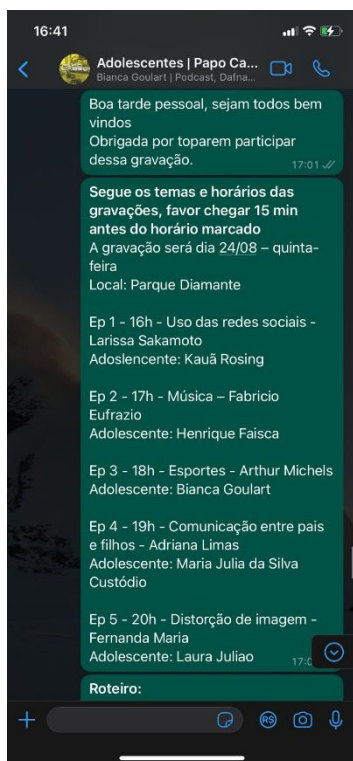 16:41
Adolescentes | Papo Ca...
Bianca Goulart | Podcast, Dafna...
Boa tarde pessoal, sejam todos bem
vindos
Obrigada por toparem participar
dessa gravação.
17:01
Segue os temas e horários das
gravações, favor chegar 15 min
antes do horário marcado
A gravação será dia 24/08 – quinta-
feira
Local: Parque Diamante
Ep 1 - 16h - Uso das redes sociais -
Larissa Sakamoto
Adoslencente: Kauã Rosing
Ep 2 - 17h - Música – Fabricio
Eufrazio
Adolescente: Henrique Faisca
Ep 3 - 18h - Esportes - Arthur Michels
Adolescente: Bianca Goulart
Ep 4 - 19h - Comunicação entre pais
e filhos - Adriana Limas
Adolescente: Maria Julia da Silva
Custódio
Ep 5 - 20h - Distorção de imagem -
Fernanda Maria
Adolescente: Laura Juliao
Roteiro: